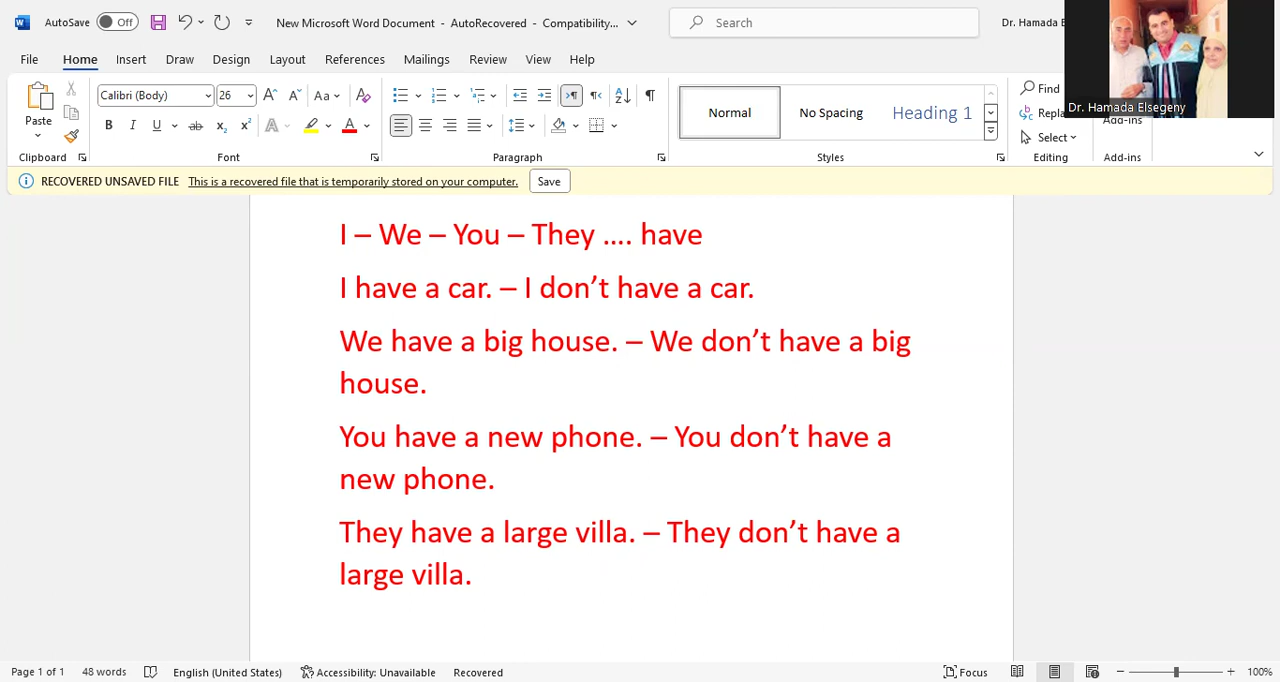 AutoSave Off New Microsoft Word Document - AutoRecovered - Compatibility... Search Dr. Hamada E
File Home Insert Draw Design Layout References Mailings Review View Help
Dr. Hamada Elsegeny
Paste Calibri (Body) 26 Aa Normal No Spacing Heading 1 Find
Repla
Select
Add-ins
Clipboard Font Paragraph Styles Editing Add-ins
RECOVERED UNSAVED FILE This is a recovered file that is temporarily stored on your computer. Save
I – We – You – They .... have
I have a car. – I don’t have a car.
We have a big house. – We don’t have a big
house.
You have a new phone. – You don’t have a
new phone.
They have a large villa. – They don’t have a
large villa.
Page 1 of 1 48 words English (United States) Accessibility: Unavailable Recovered Focus 100%